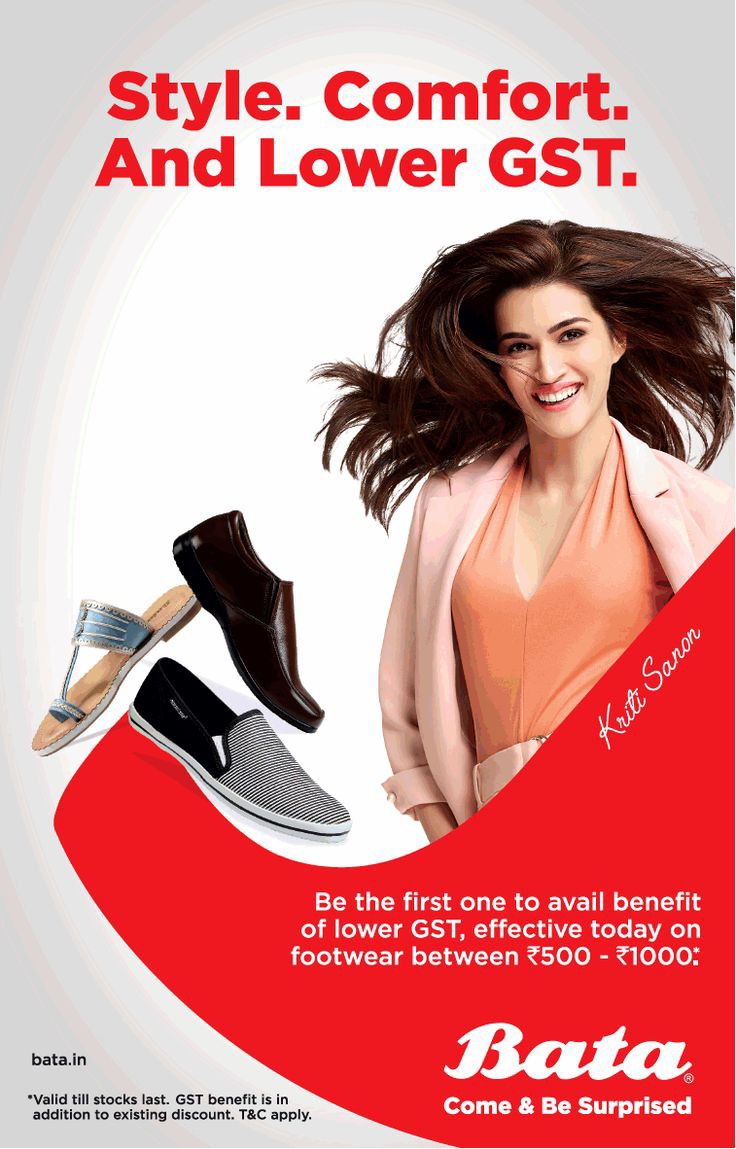 Style. Comfort.
And Lower GST.
Kriti Sanon
Be the first one to avail benefit
of lower GST, effective today on
footwear between ₹500 - ₹1000*.
bata.in
*Valid till stocks last. GST benefit is in
addition to existing discount. T&C apply.
Bata®
Come & Be Surprised